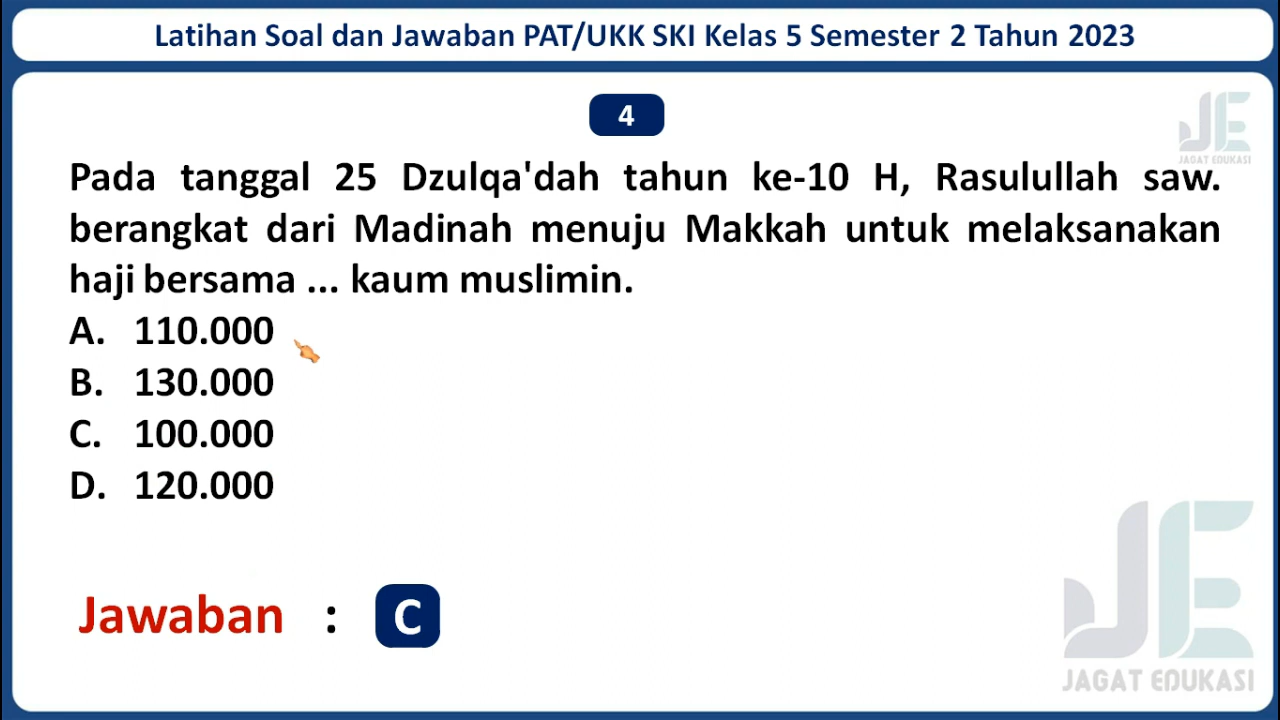 Latihan Soal dan Jawaban PAT/UKK SKI Kelas 5 Semester 2 Tahun 2023
4
JE
JAGAT EDUKASI
Pada tanggal 25 Dzulqa'dah tahun ke-10 H, Rasulullah saw.
berangkat dari Madinah menuju Makkah untuk melaksanakan
haji bersama ... kaum muslimin.
A. 110.000
B. 130.000
C. 100.000
D. 120.000
Jawaban : C
JE
JAGAT EDUKASI